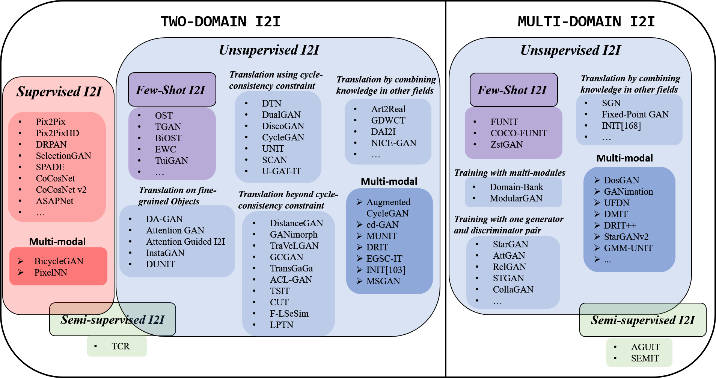 TWO-DOMAIN I2I
Supervised I2I
• Pix2Pix
• Pix2PixHD
• DRPAN
• SelectionGAN
• SPADE
• CoCosNet
• CoCosNet v2
• ASAPNet
• ...
Multi-modal
➢ BicycleGAN
➢ PixelNN
Unsupervised I2I
Few-Shot I2I
• OST
• TGAN
• BiOST
• EWC
• TuiGAN
• ...
Translation on fine-
grained Objects
• DA-GAN
• Attention GAN
• Attention Guided I2I
• InstaGAN
• DUNIT
Translation using cycle-
consistency constraint
• DTN
• DualGAN
• DiscoGAN
• CycleGAN
• UNIT
• SCAN
• U-GAT-IT
Translation beyond cycle-
consistency constraint
• DistanceGAN
• GANimorph
• TraVeLGAN
• GCGAN
• TransGaGa
• ACL-GAN
• TSIT
• CUT
• F-LSeSim
• LPTN
Translation by combining
knowledge in other fields
• Art2Real
• GDWCT
• DAI2I
• NICE-GAN
• ...
Multi-modal
➢ Augmented
CycleGAN
➢ cd-GAN
➢ MUNIT
➢ DRIT
➢ EGSC-IT
➢ INIT[103]
➢ MSGAN
Semi-supervised I2I
• TCR
MULTI-DOMAIN I2I
Unsupervised I2I
Few-Shot I2I
• FUNIT
• COCO-FUNIT
• ZstGAN
Training with multi-modules
• Domain-Bank
• ModularGAN
Training with one generator
and discriminator pair
• StarGAN
• AttGAN
• RelGAN
• STGAN
• CollaGAN
• ...
Translation by combining
knowledge in other fields
• SGN
• Fixed-Point GAN
• INIT[168]
• ...
Multi-modal
➢ DosGAN
➢ GANimation
➢ UFDN
➢ DMIT
➢ DRIT++
➢ StarGANv2
➢ GMM-UNIT
➢ ...
Semi-supervised I2I
• AGUIT
• SEMIT